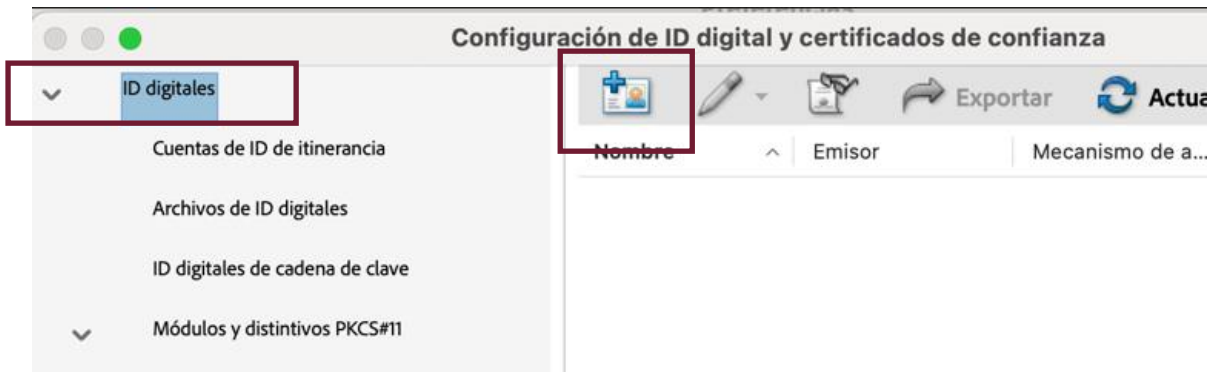 Configuración de ID digital y certificados de confianza
ID digitales
Exportar
Actua
Cuentas de ID de itinerancia
Nombre
Emisor
Mecanismo de a...
Archivos de ID digitales
ID digitales de cadena de clave
Módulos y distintivos PKCS#11